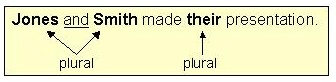 Jones and Smith made their presentation.
plural plural